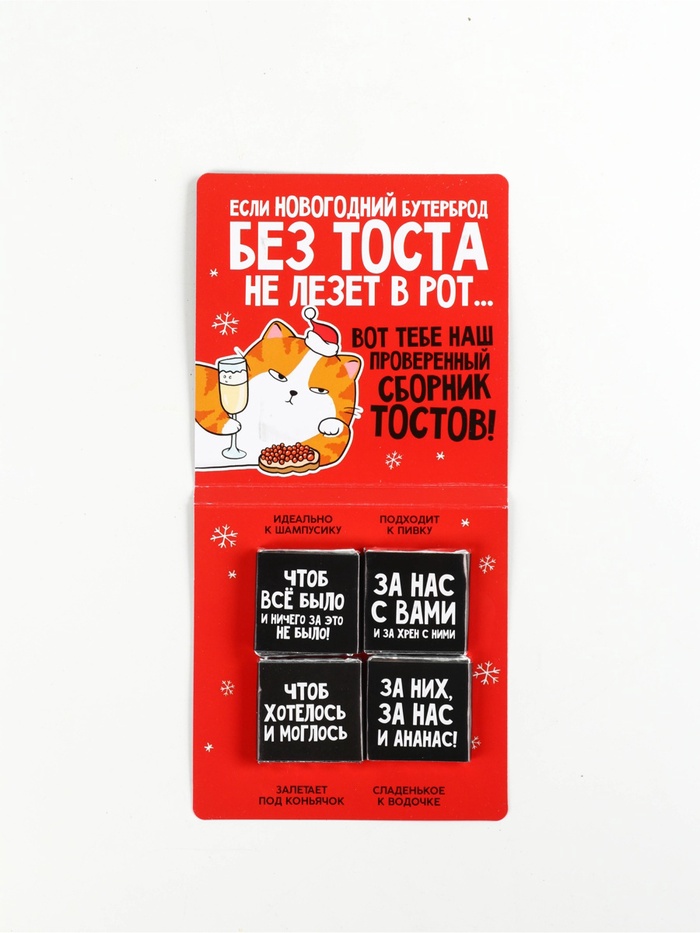 ЕСЛИ НОВОГОДНИЙ БУТЕРБРОД
БЕЗ ТОСТА
НЕ ЛЕЗЕТ В РОТ...
ВОТ ТЕБЕ НАШ
ПРОВЕРЕННЫЙ
СБОРНИК
ТОСТОВ!
ИДЕАЛЬНО
К ШАМПУСИКУ
ПОДХОДИТ
К ПИВКУ
ЧТОБ
ВСЁ БЫЛО
И НИЧЕГО ЗА ЭТО
НЕ БЫЛО!
ЗА НАС
С ВАМИ
И ЗА ХРЕН С НИМИ
ЧТОБ
ХОТЕЛОСЬ
И МОГЛОСЬ
ЗА НИХ,
ЗА НАС
И АНАНАС!
ЗАЛЕТАЕТ
ПОД КОНЬЯЧОК
СЛАДЕНЬКОЕ
К ВОДОЧКЕ